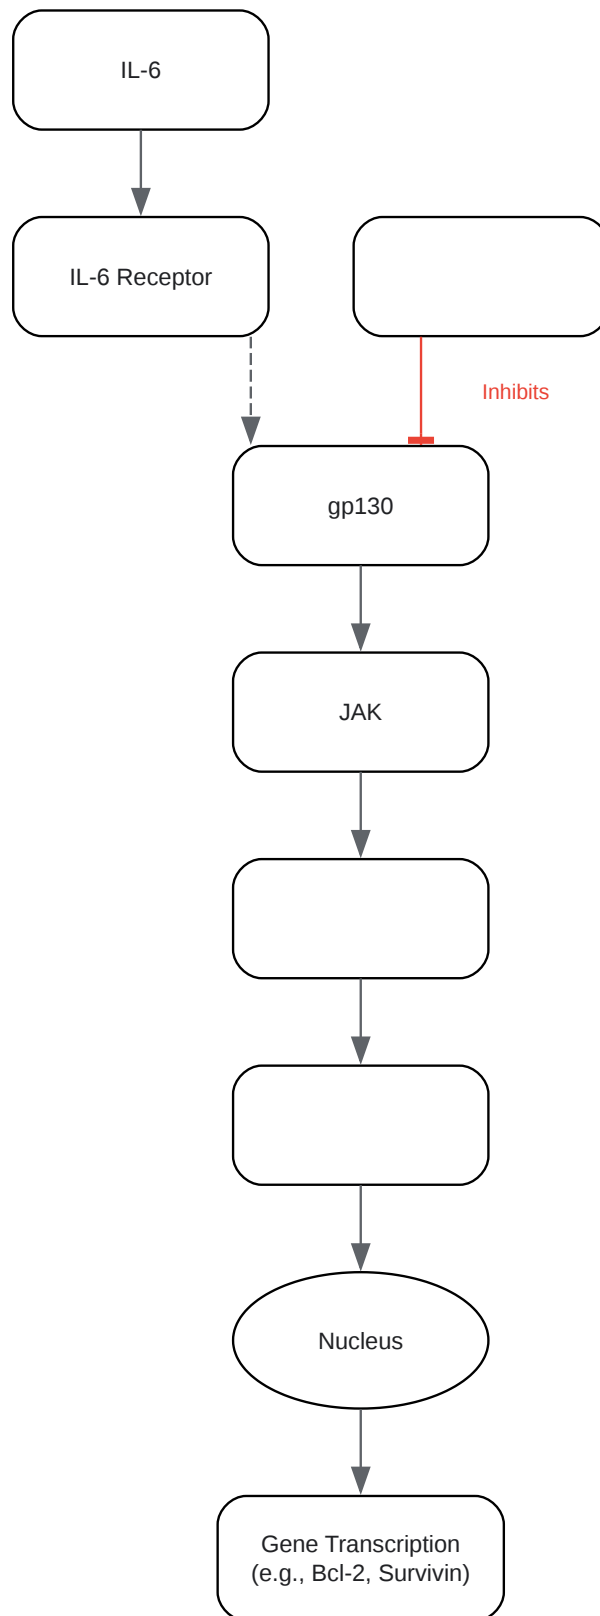 IL-6
IL-6 Receptor
Inhibits
gp130
JAK
Nucleus
Gene Transcription
(e.g., Bcl-2, Survivin)